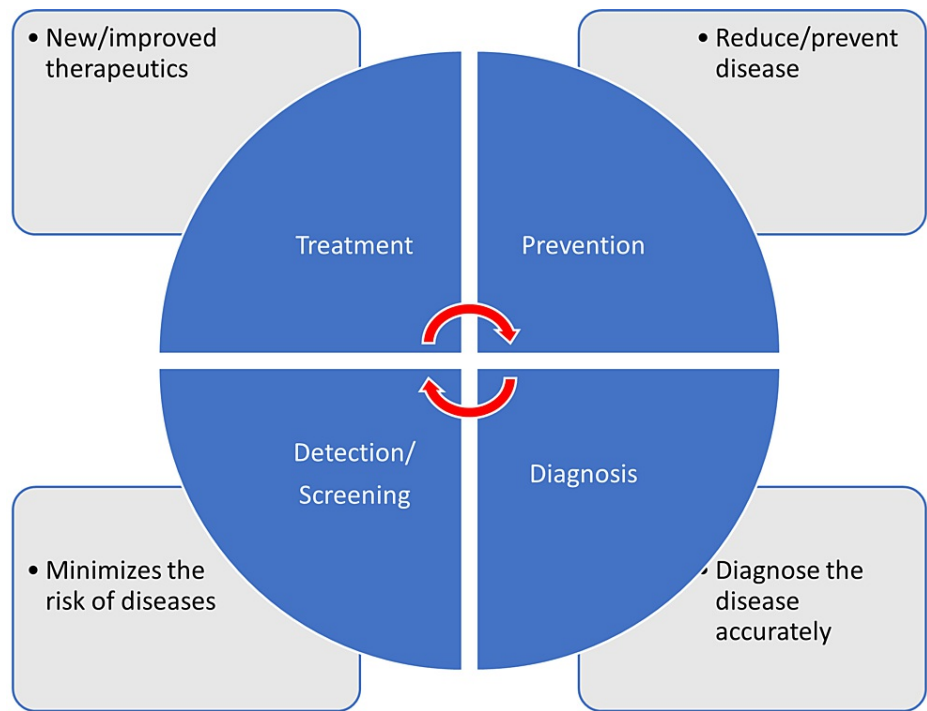 • New/improved
therapeutics
• Reduce/prevent
disease
Treatment
Prevention
Detection/
Screening
Diagnosis
• Minimizes the
risk of diseases
• Diagnose the
disease
accurately